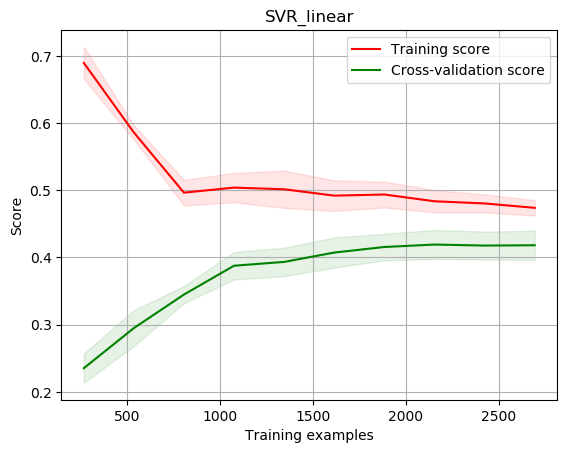 SVR_linear
Training score
Cross-validation score
Score
0.7
0.6
0.5
0.4
0.3
0.2
500
1000
1500
2000
2500
Training examples